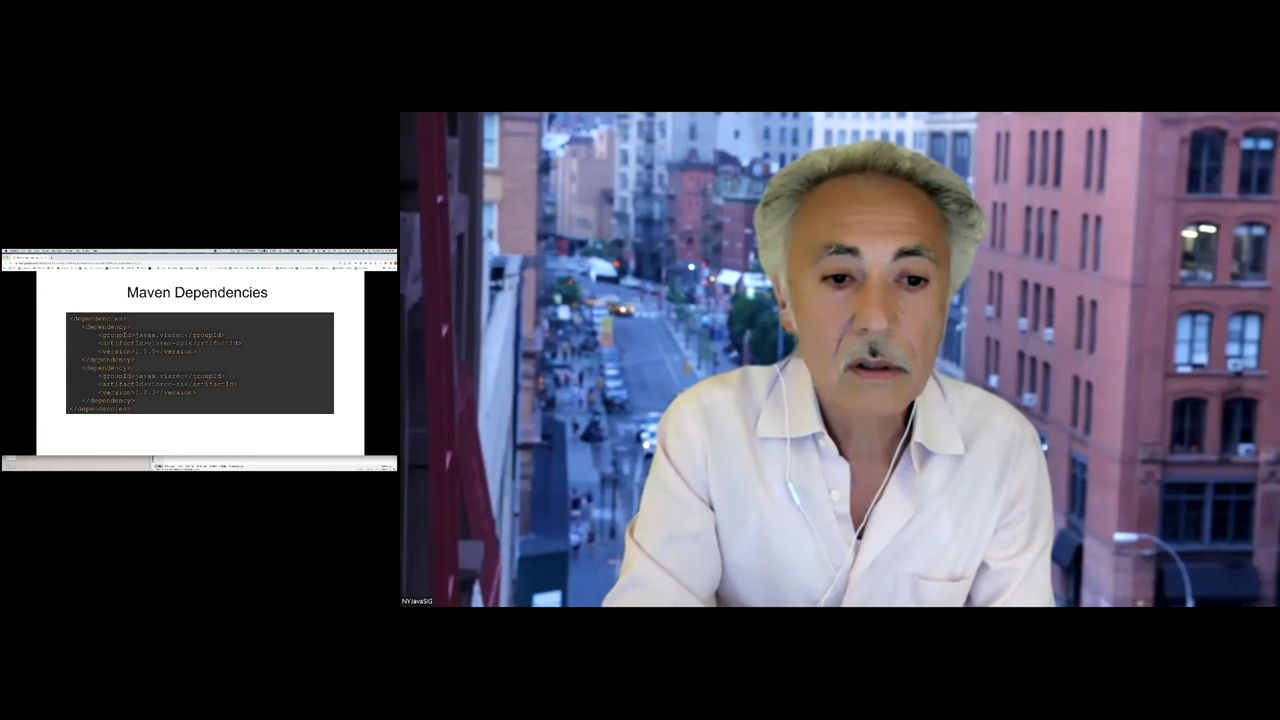 Maven Dependencies
<dependencies>
<dependency>
<groupId>javax.visrec</groupId>
<artifactId>visrec-api</artifactId>
<version>1.0.5</version>
</dependency>
<dependency>
<groupId>javax.visrec</groupId>
<artifactId>visrec-ri</artifactId>
<version>1.0.3</version>
</dependency>
</dependencies>
NYJavaSIG